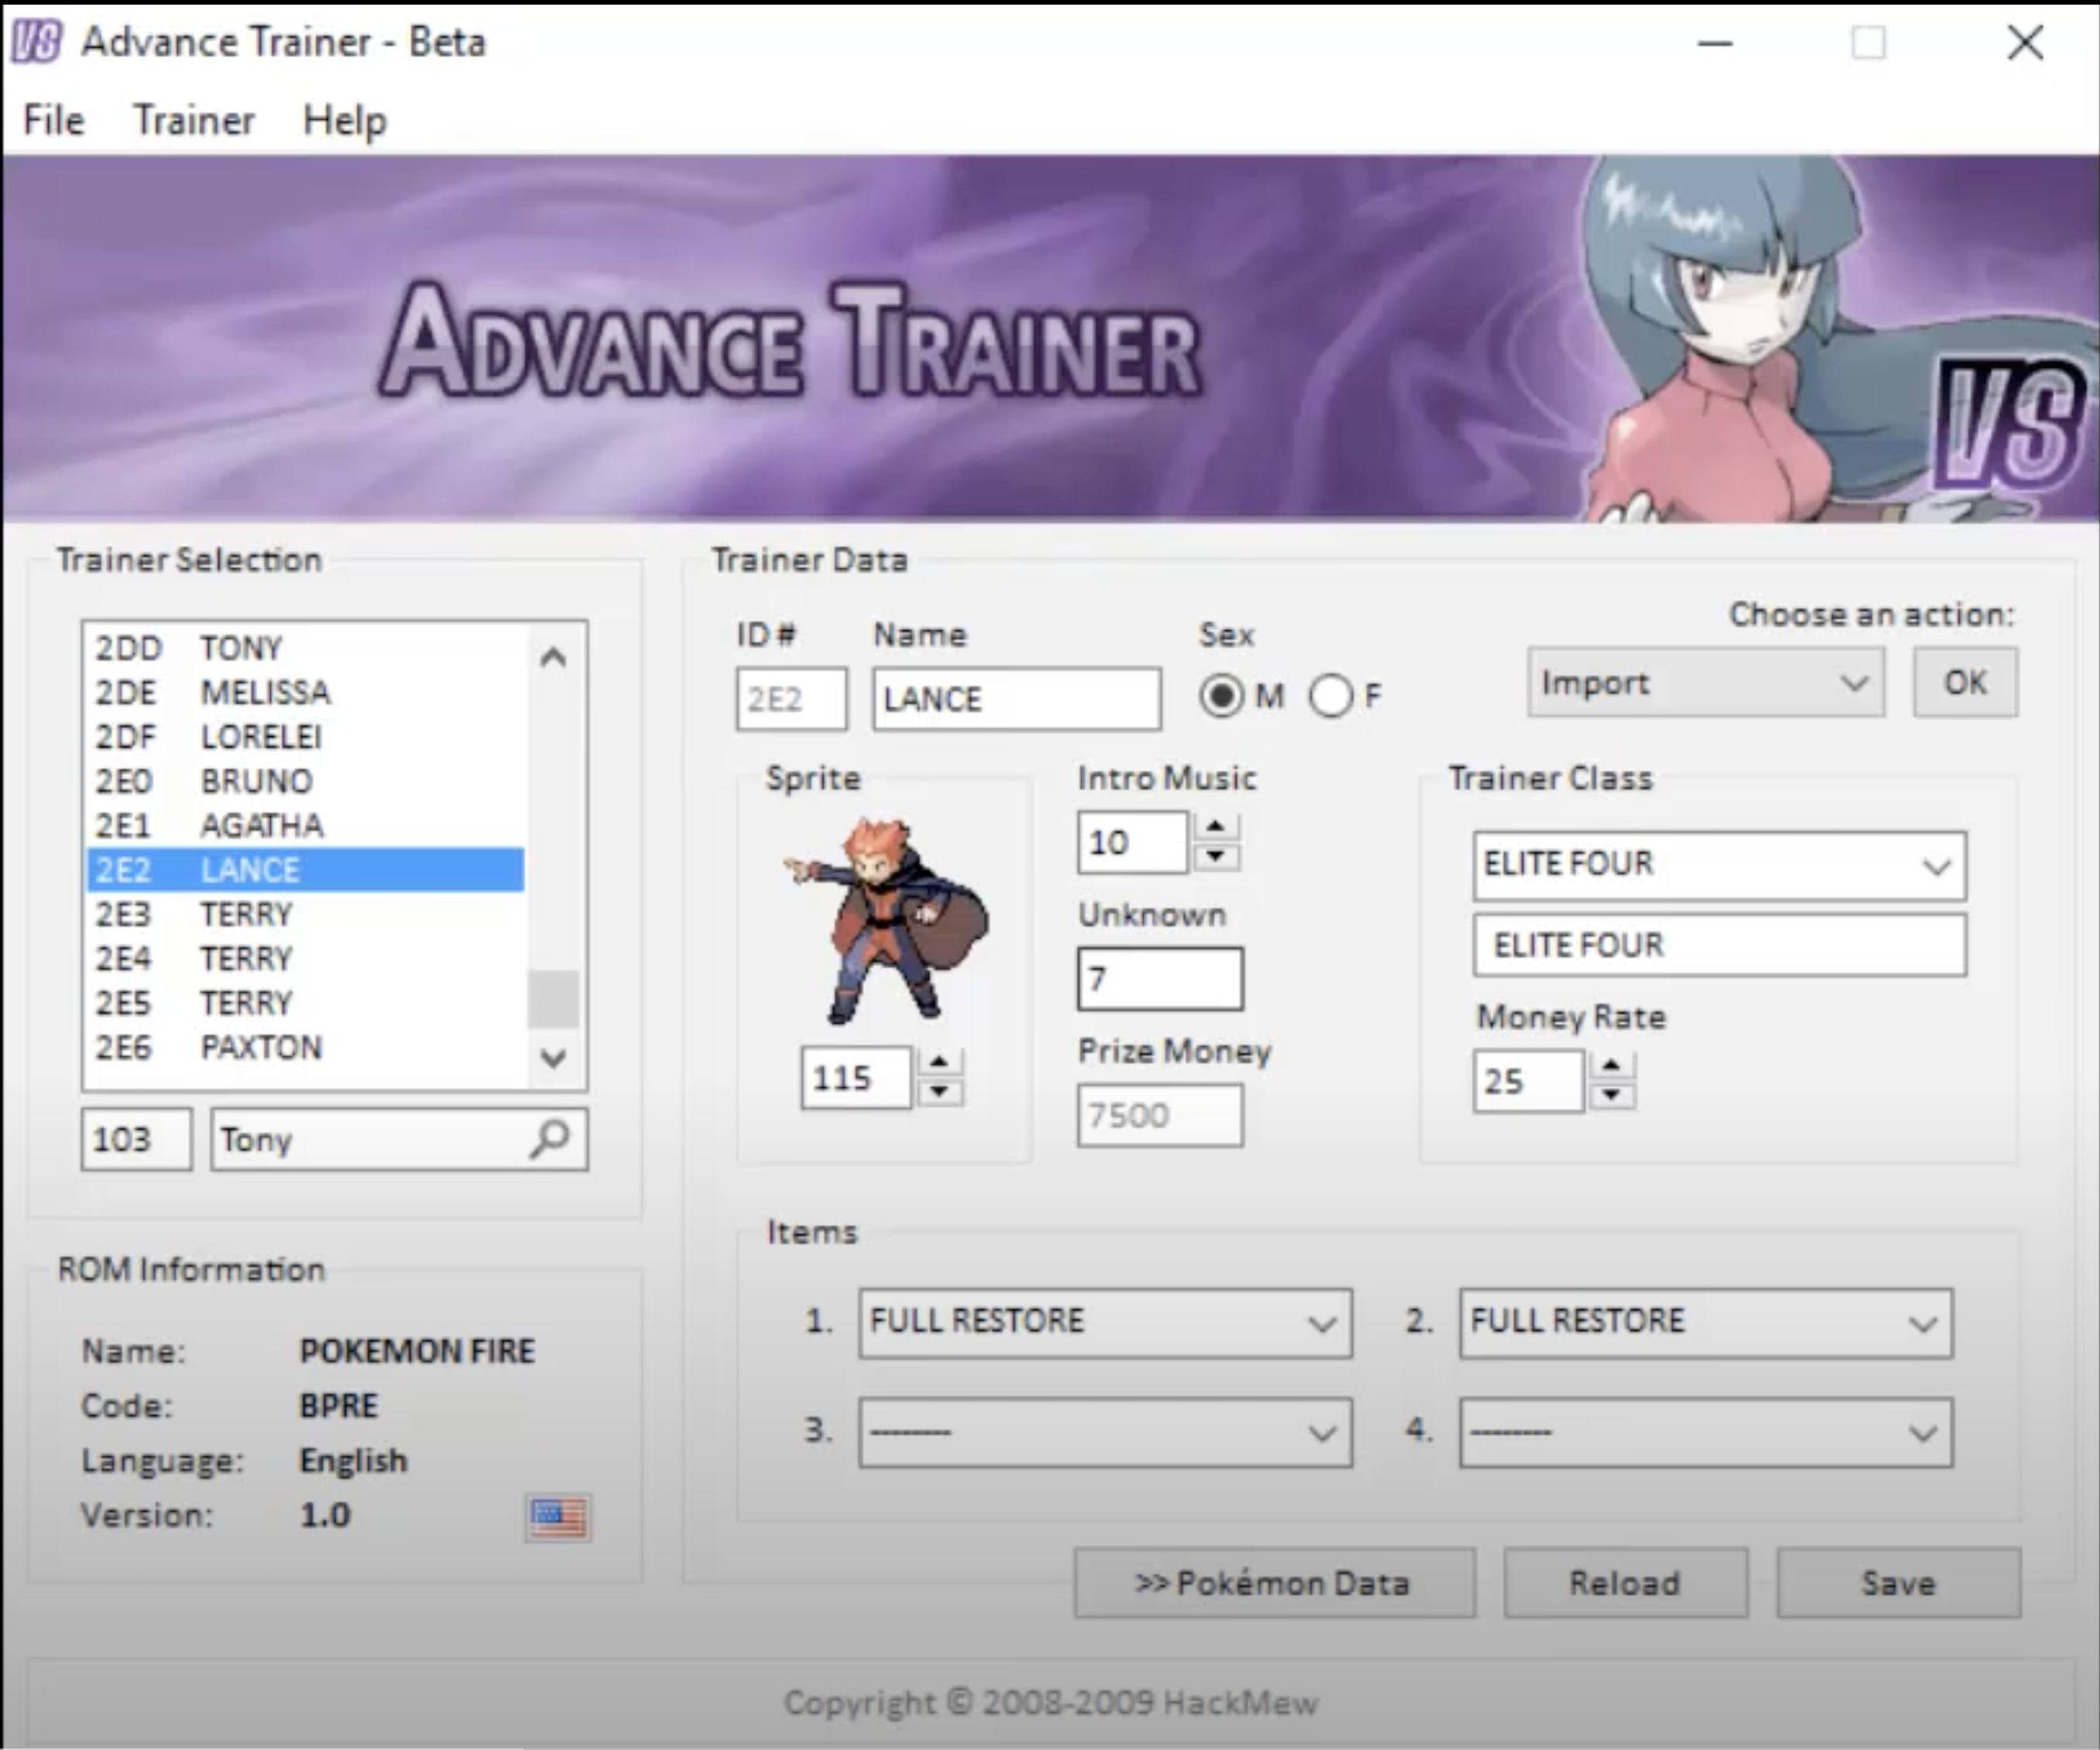 VS Advance Trainer - Beta
File Trainer Help
ADVANCE TRAINER
VS
Trainer Selection
2DD TONY
2DE MELISSA
2DF LORELEI
2E0 BRUNO
2E1 AGATHA
2E2 LANCE
2E3 TERRY
2E4 TERRY
2E5 TERRY
2E6 PAXTON
103 Tony
ROM Information
Name: POKEMON FIRE
Code: BPRE
Language: English
Version: 1.0
Trainer Data
ID # Name Sex
2E2 LANCE M F
Choose an action:
Import OK
Sprite
115
Intro Music
10
Unknown
7
Prize Money
7500
Trainer Class
ELITE FOUR
ELITE FOUR
Money Rate
25
Items
1. FULL RESTORE 2. FULL RESTORE
3. -------- 4. --------
>> Pokémon Data Reload Save
Copyright © 2008-2009 HackMew